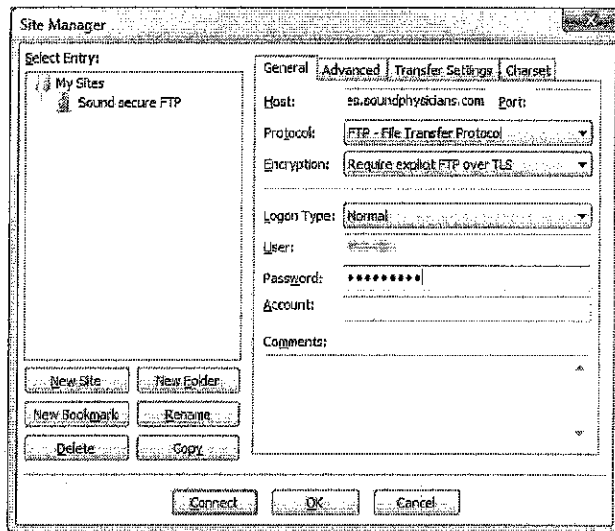 Site Manager
Select Entry:
My Sites
Sound secure FTP
New Site
New Folder
New Bookmark
Rename
Delete
Copy
General
Advanced
Transfer Settings
Charset
Host:
es.soundphysicians.com
Port:
Protocol:
FTP - File Transfer Protocol
Encryption:
Require explicit FTP over TLS
Logon Type:
Normal
User:
Password:
●●●●●●●●●
Account:
Comments:
Connect
OK
Cancel